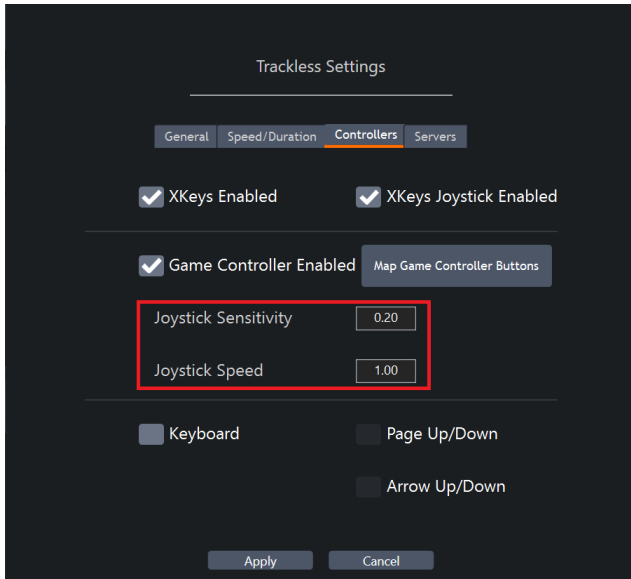 Trackless Settings
General Speed/Duration Controllers Servers
XKeys Enabled XKeys Joystick Enabled
Game Controller Enabled Map Game Controller Buttons
Joystick Sensitivity 0.20
Joystick Speed 1.00
Keyboard Page Up/Down
Arrow Up/Down
Apply Cancel